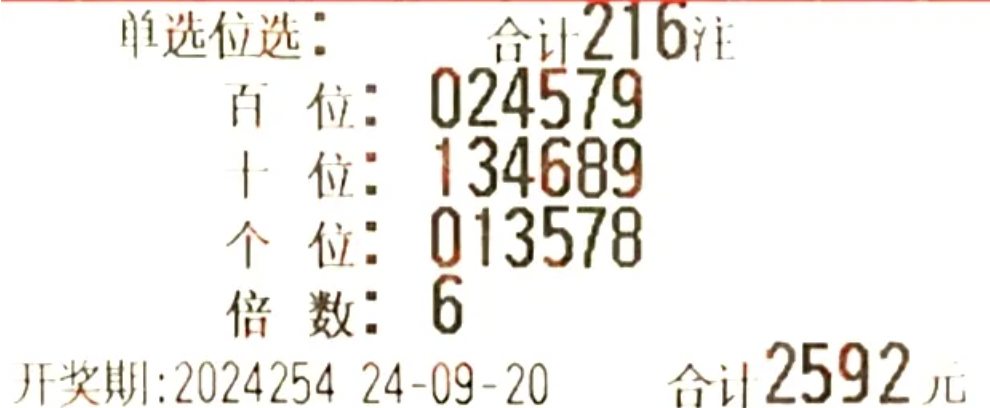 单选位选: 合计216注
百 位: 024579
十 位: 134689
个 位: 013578
倍 数: 6
开奖期:2024254 24-09-20 合计2592元